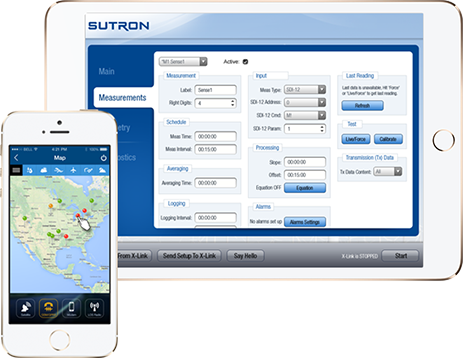 SUTRON
Main
Measurements
%M1 Sense1
Active:
Measurement
Label: Sense1
Right Digits: 4
Schedule
Meas Time: 00:00:00
Meas Interval: 00:15:00
Averaging
Averaging Time: 00:00:00
Logging
Logging Interval: 00:00:00
Input
Meas Type: SDI-12
SDI-12 Address: 0
SDI-12 Cmd: M!
SDI-12 Param: 1
Processing
Slope: 00:00:00
Offset: 00:15:00
Equation OFF Equation
Alarms
No alarms set up Alarms Settings
Last Reading
Last data is unavailable. Hit 'Force'
or 'Live/Force' to get last reading.
Refresh
Test
Live/Force Calibrate
Transmission (Tx) Data
Tx Data Content: All
From X-Link
Send Setup To X-Link
Say Hello
X-Link is STOPPED
Start
Map